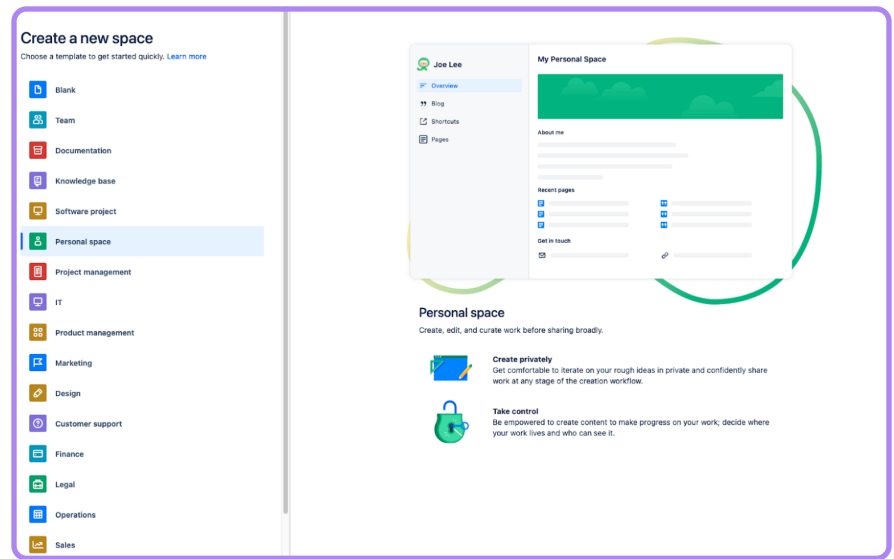 Create a new space
Choose a template to get started quickly. Learn more
Blank
Team
Documentation
Knowledge base
Software project
Personal space
Project management
IT
Product management
Marketing
Design
Customer support
Finance
Legal
Operations
Sales
Joe Lee
Overview
Blog
Shortcuts
Pages
My Personal Space
About me
Recent pages
Get in touch
Personal space
Create, edit, and curate work before sharing broadly.
Create privately
Get comfortable to iterate on your rough ideas in private and confidently share
work at any stage of the creation workflow.
Take control
Be empowered to create content to make progress on your work; decide where
your work lives and who can see it.